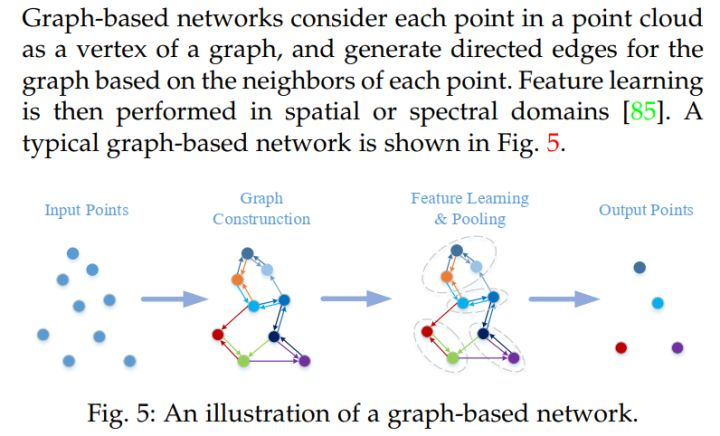 Graph-based networks consider each point in a point cloud
as a vertex of a graph, and generate directed edges for the
graph based on the neighbors of each point. Feature learning
is then performed in spatial or spectral domains [85]. A
typical graph-based network is shown in Fig. 5.
Input Points
Graph
Construnction
Feature Learning
& Pooling
Output Points
Fig. 5: An illustration of a graph-based network.